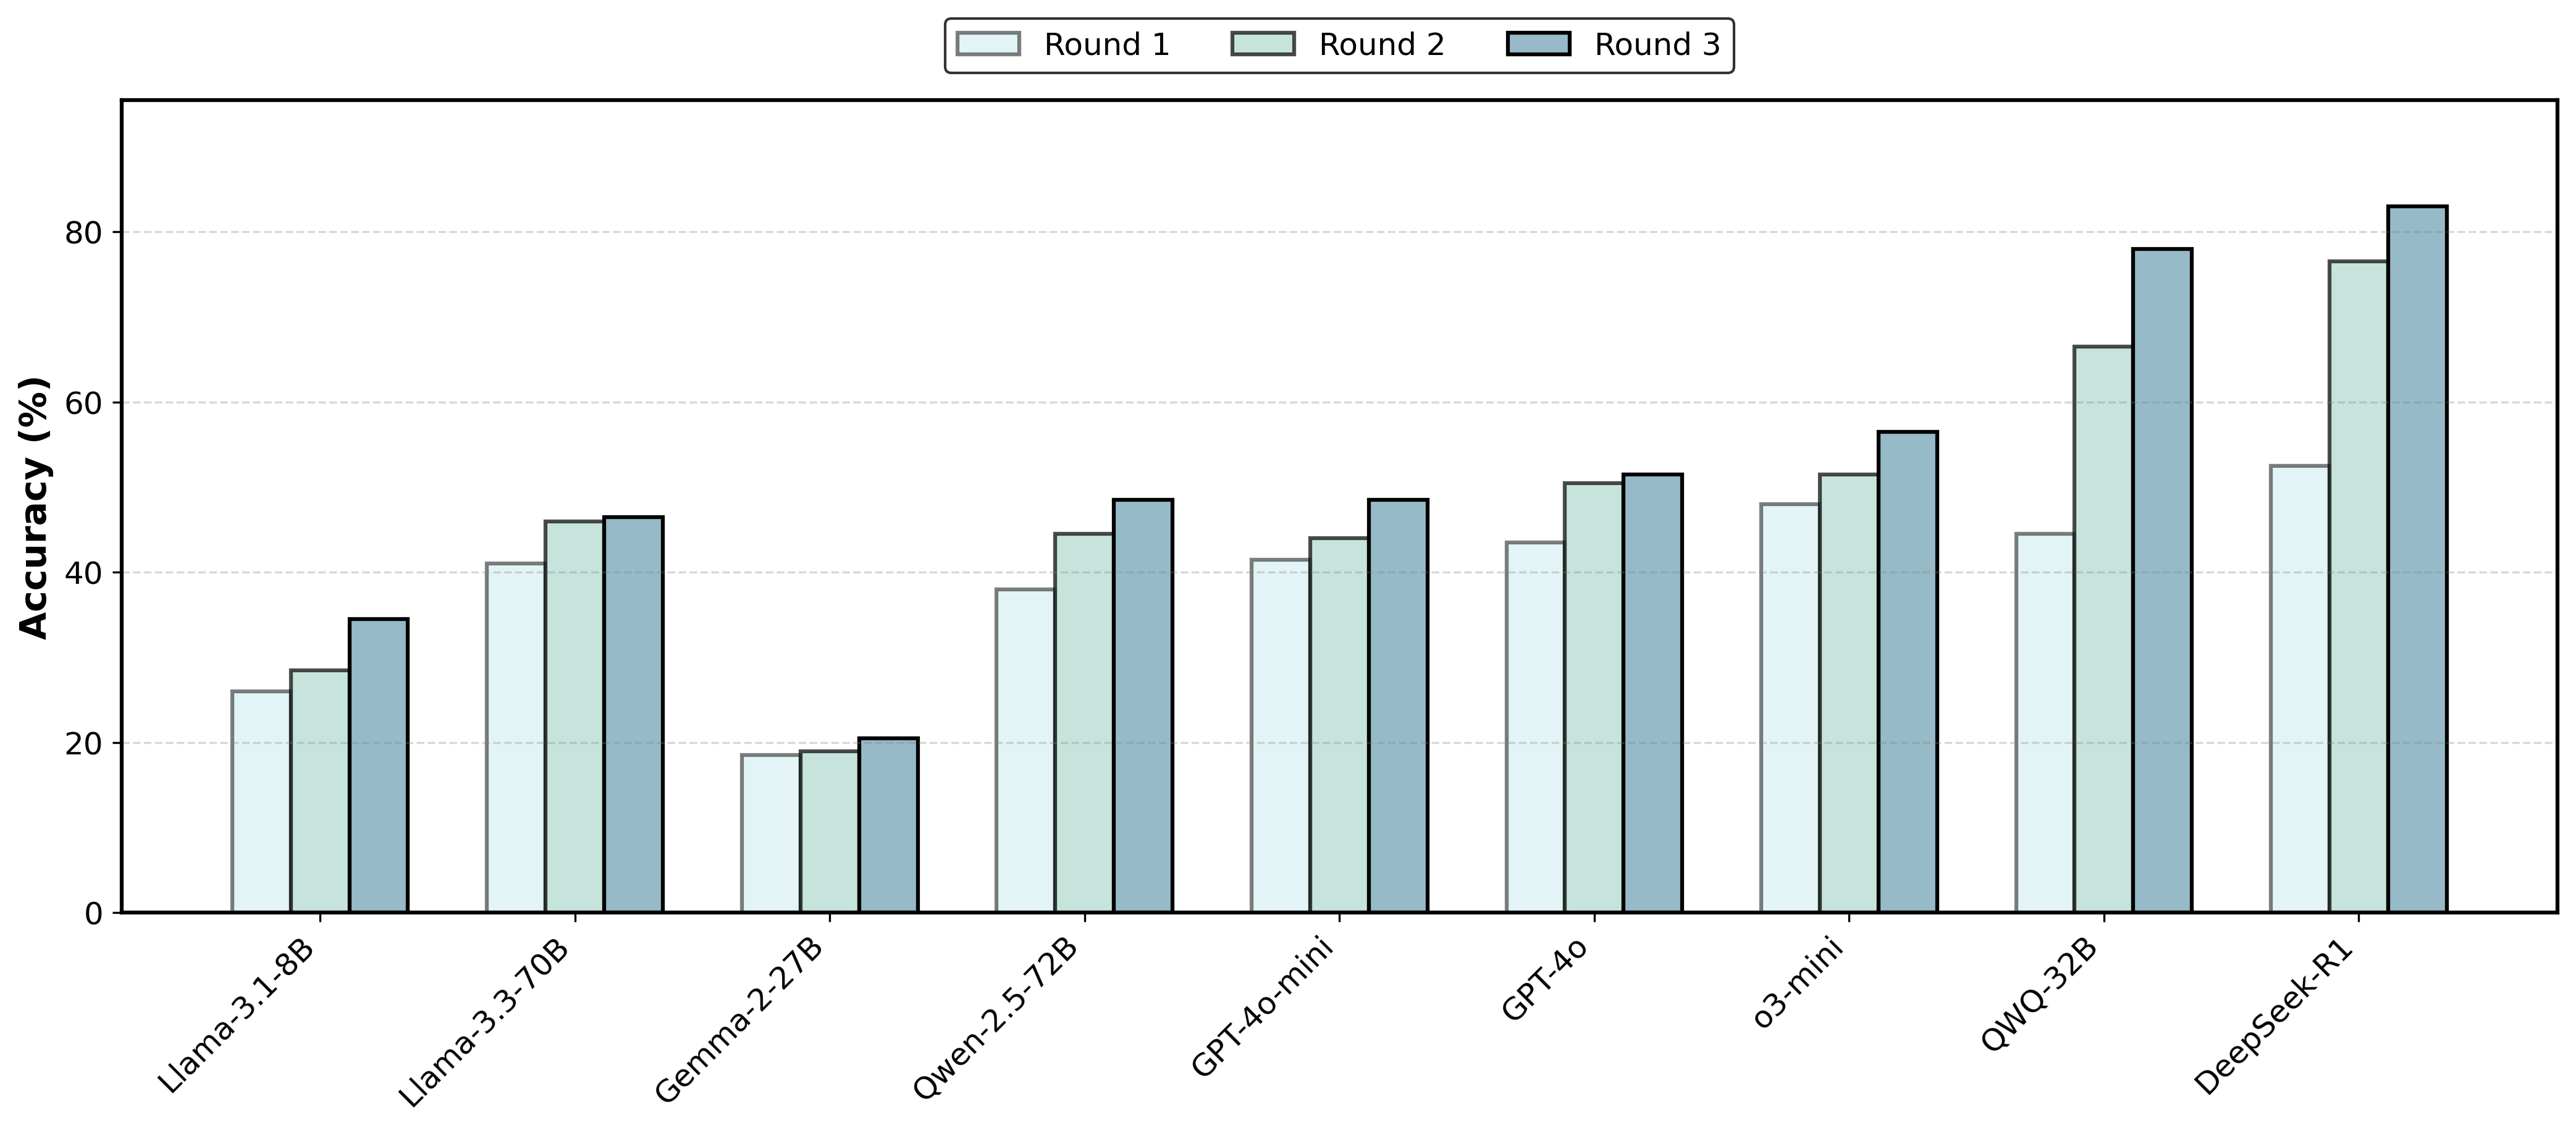 Round 1
Round 2
Round 3
Accuracy (%)
80
60
40
20
0
Llama-3.1-8B
Llama-3.3-70B
Gemma-2-27B
Qwen-2.5-72B
GPT-4o-mini
GPT-4o
o3-mini
QWQ-32B
DeepSeek-R1